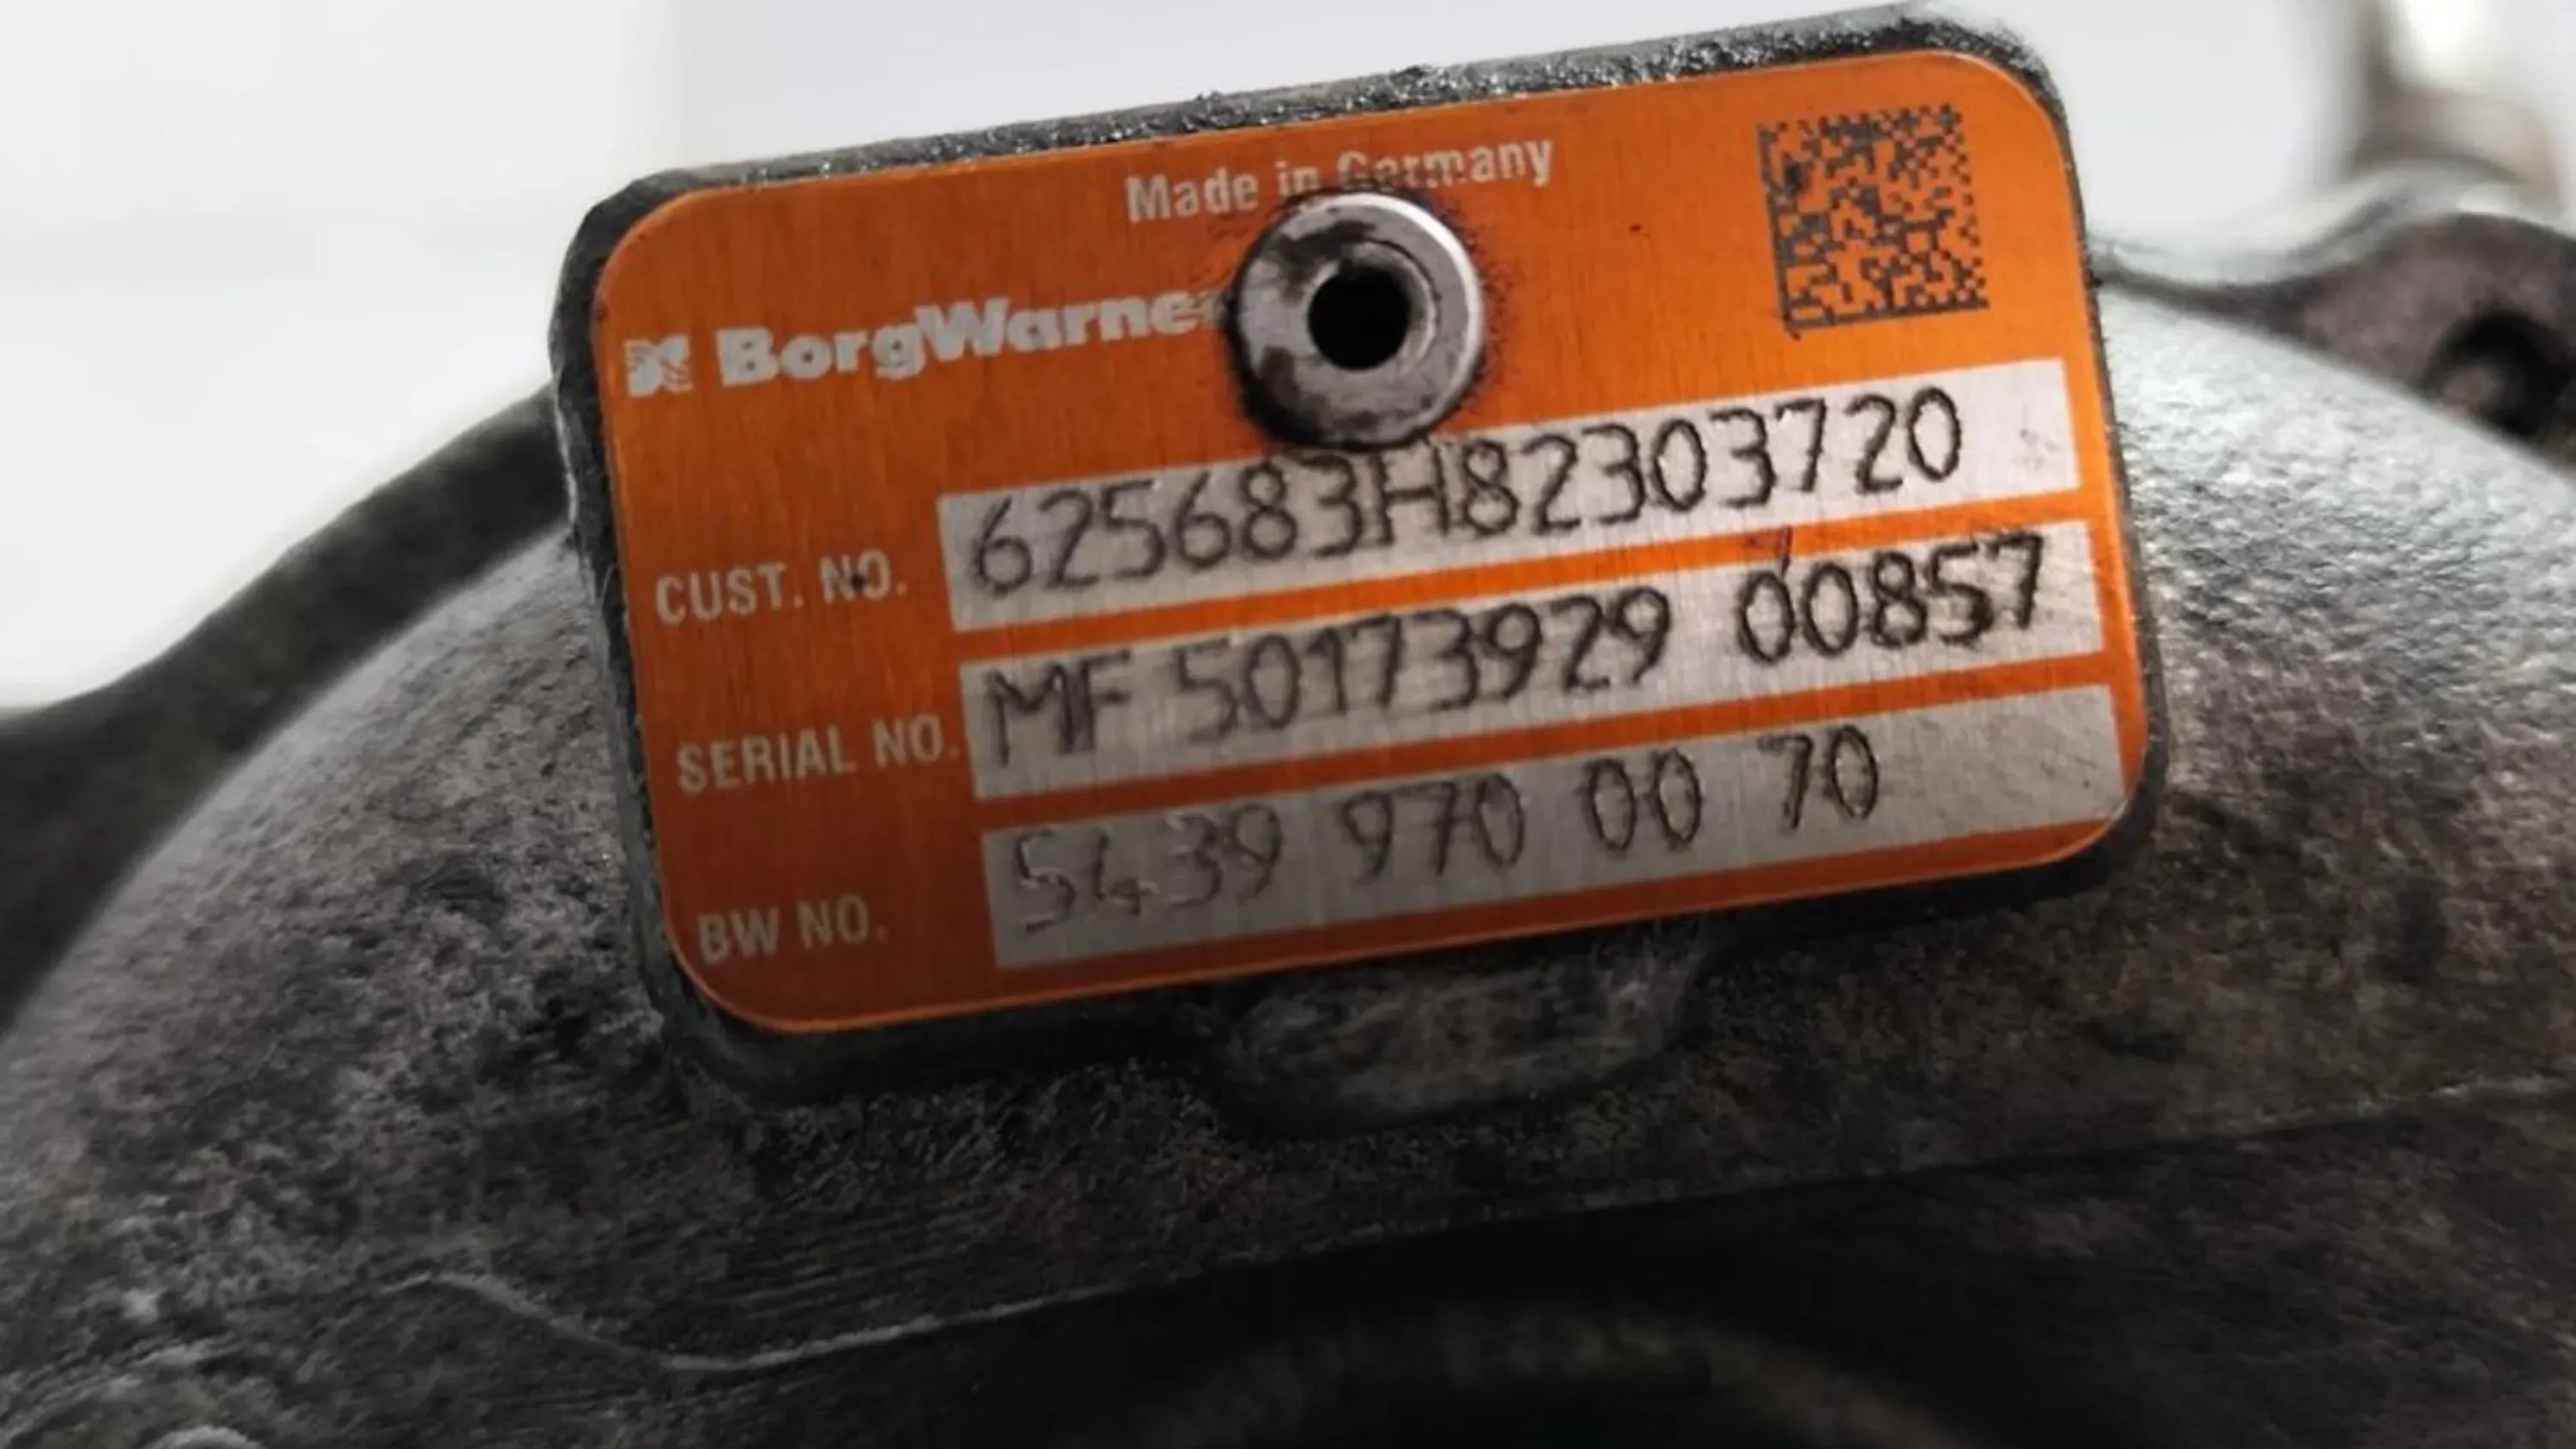 Made in Germany
BorgWarner
CUST. NO. 625683H82303720
SERIAL NO. MF 50173929 00857
BW NO. 5439 970 00 70